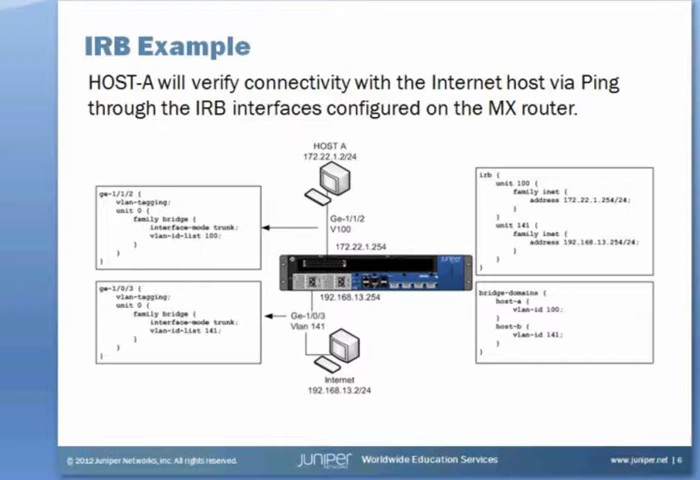 IRB Example
HOST-A will verify connectivity with the Internet host via Ping
through the IRB interfaces configured on the MX router.
HOST A
172.22.1.2/24
ge-1/1/2 {
vlan-tagging;
unit 0 {
family bridge {
interface-mode trunk;
vlan-id-list 100;
}
}
}
Ge-1/1/2
V100
172.22.1.254
irb {
unit 100 {
family inet {
address 172.22.1.254/24;
}
}
unit 141 {
family inet {
address 192.168.13.254/24;
}
}
}
JUNIPER
192.168.13.254
ge-1/0/3 {
vlan-tagging;
unit 0 {
family bridge {
interface-mode trunk;
vlan-id-list 141;
}
}
}
Ge-1/0/3
Vlan 141
bridge-domains {
host-a {
vlan-id 100;
}
host-b {
vlan-id 141;
}
}
Internet
192.168.13.2/24
© 2012 Juniper Networks, Inc. All rights reserved.
JUNIPER
NETWORKS
Worldwide Education Services
www.juniper.net | 6